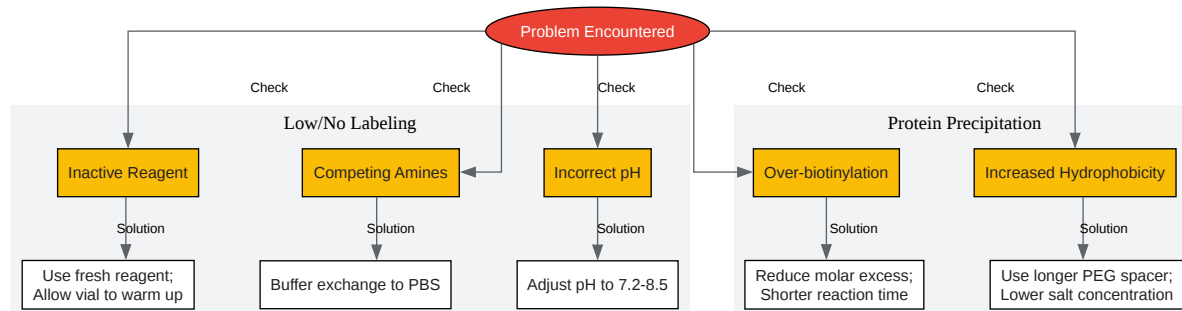 Problem Encountered
Check
Check
Check
Check
Check
Low/No Labeling
Protein Precipitation
Inactive Reagent
Competing Amines
Incorrect pH
Over-biotinylation
Increased Hydrophobicity
Solution
Solution
Solution
Solution
Solution
Use fresh reagent;
Allow vial to warm up
Buffer exchange to PBS
Adjust pH to 7.2-8.5
Reduce molar excess;
Shorter reaction time
Use longer PEG spacer;
Lower salt concentration